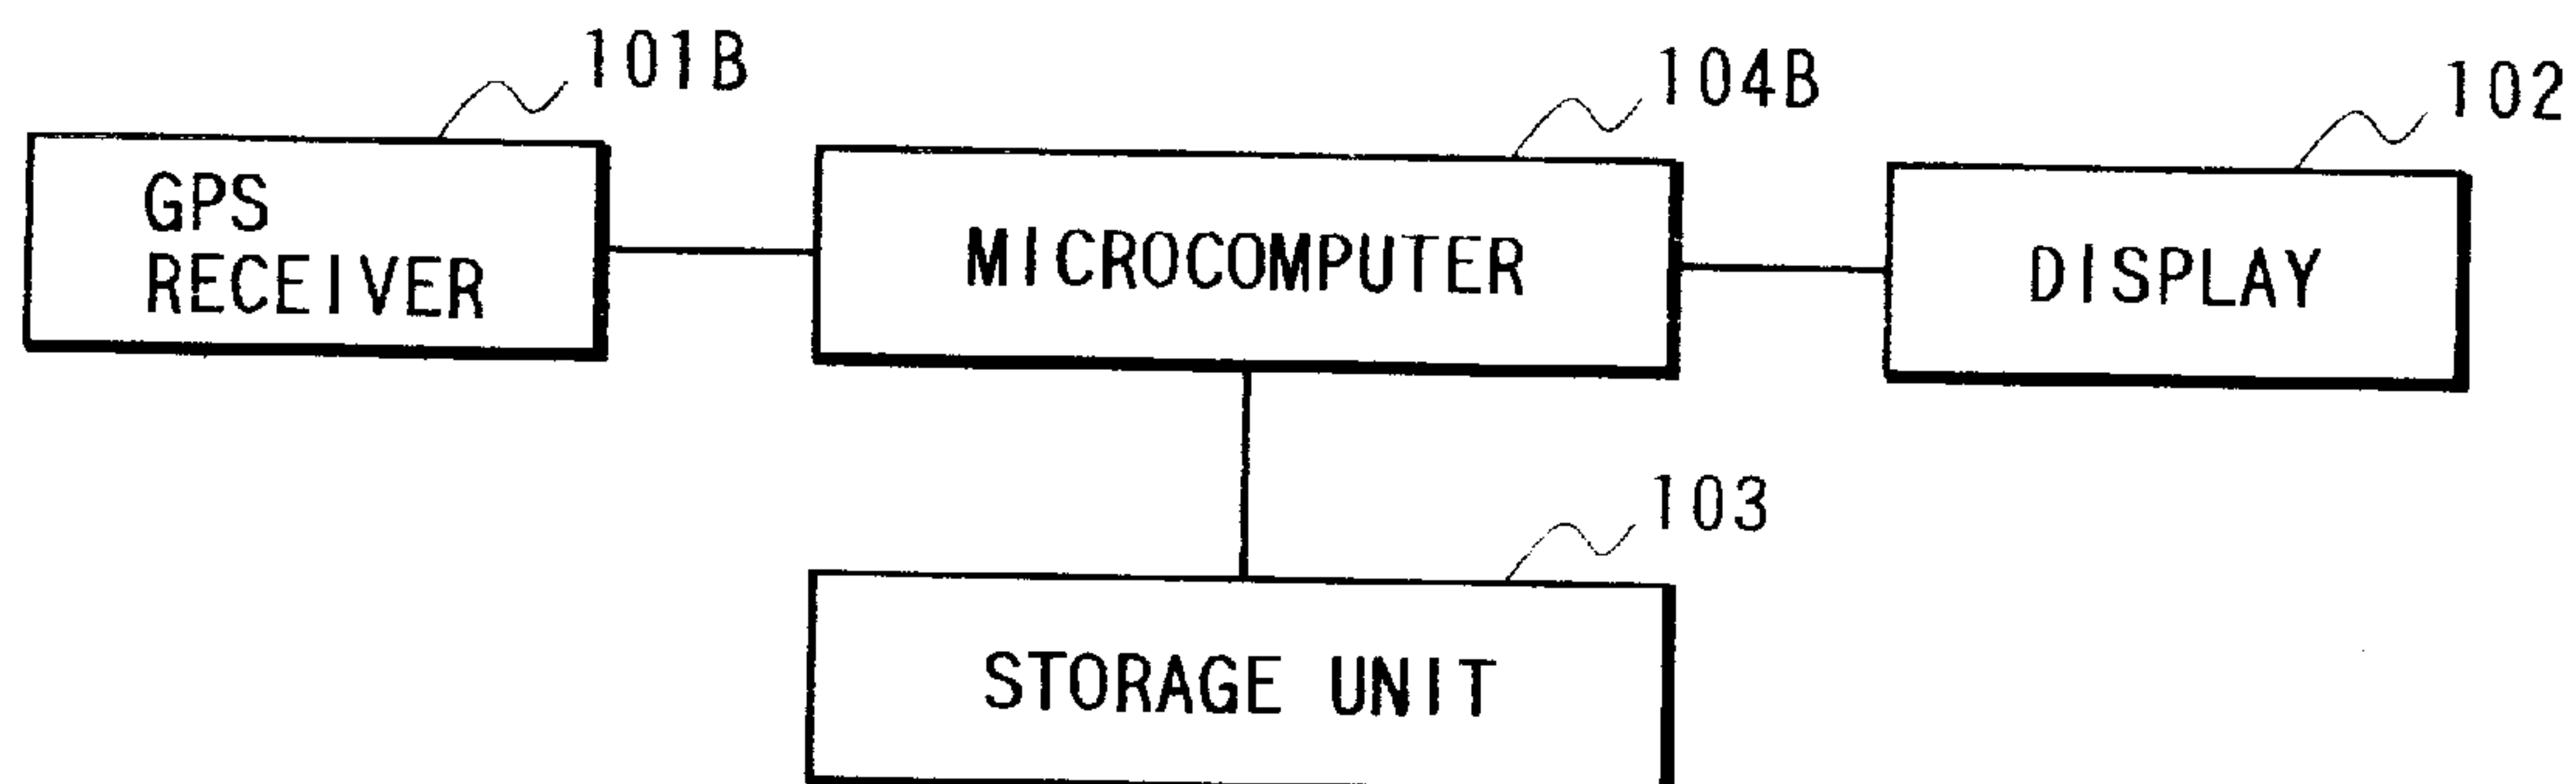 101B
104B
102
GPS
RECEIVER
MICROCOMPUTER
DISPLAY
103
STORAGE UNIT